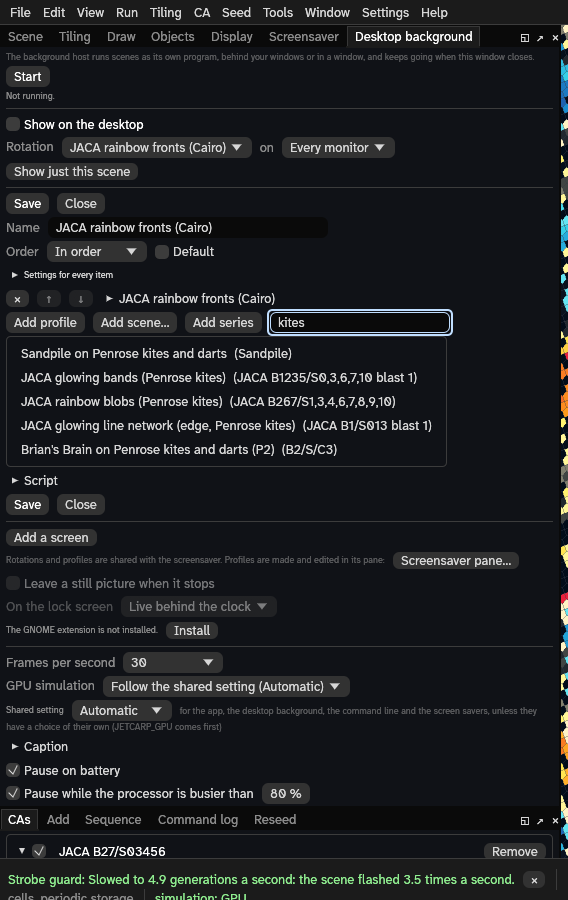 File Edit View Run Tiling CA Seed Tools Window Settings Help
Scene Tiling Draw Objects Display Screensaver Desktop background
The background host runs scenes as its own program, behind your windows or in a window, and keeps going when this window closes.
Start
Not running.
Show on the desktop
Rotation JACA rainbow fronts (Cairo) on Every monitor
Show just this scene
Save Close
Name JACA rainbow fronts (Cairo)
Order In order Default
Settings for every item
JACA rainbow fronts (Cairo)
Add profile Add scene... Add series kites
Sandpile on Penrose kites and darts (Sandpile)
JACA glowing bands (Penrose kites) (JACA B1235/S0,3,6,7,10 blast 1)
JACA rainbow blobs (Penrose kites) (JACA B267/S1,3,4,6,7,8,9,10)
JACA glowing line network (edge, Penrose kites) (JACA B1/S013 blast 1)
Brian's Brain on Penrose kites and darts (P2) (B2/S/C3)
Script
Save Close
Add a screen
Rotations and profiles are shared with the screensaver. Profiles are made and edited in its pane: Screensaver pane...
Leave a still picture when it stops
On the lock screen Live behind the clock
The GNOME extension is not installed. Install
Frames per second 30
GPU simulation Follow the shared setting (Automatic)
Shared setting Automatic for the app, the desktop background, the command line and the screen savers, unless they
have a choice of their own (JETCARP_GPU comes first)
Caption
Pause on battery
Pause while the processor is busier than 80 %
CAs Add Sequence Command log Reseed
JACA B27/S03456 Remove
Strobe guard: Slowed to 4.9 generations a second: the scene flashed 3.5 times a second.
cells, periodic storage simulation: GPU